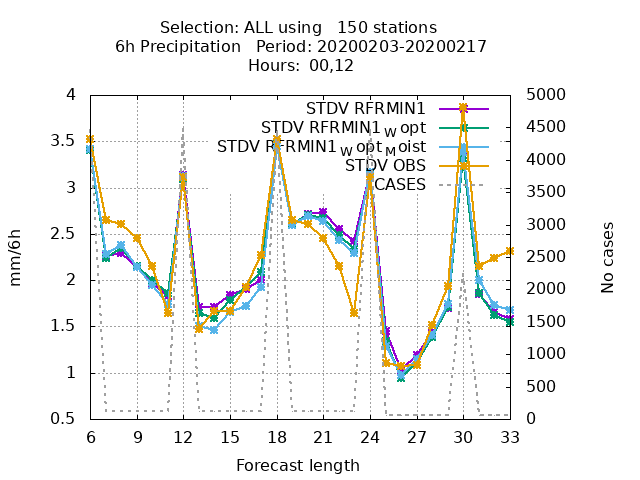 Selection: ALL using   150 stations
6h Precipitation   Period: 20200203-20200217
Hours: 00,12
STDV RFRMIN1
STDV RFRMIN1_W opt
STDV RFRMIN1_W opt_M oist
STDV OBS
CASES
4
3.5
3
2.5
2
1.5
1
0.5
5000
4500
4000
3500
3000
2500
2000
1500
1000
500
0
mm/6h
No cases
6 9 12 15 18 21 24 27 30 33
Forecast length